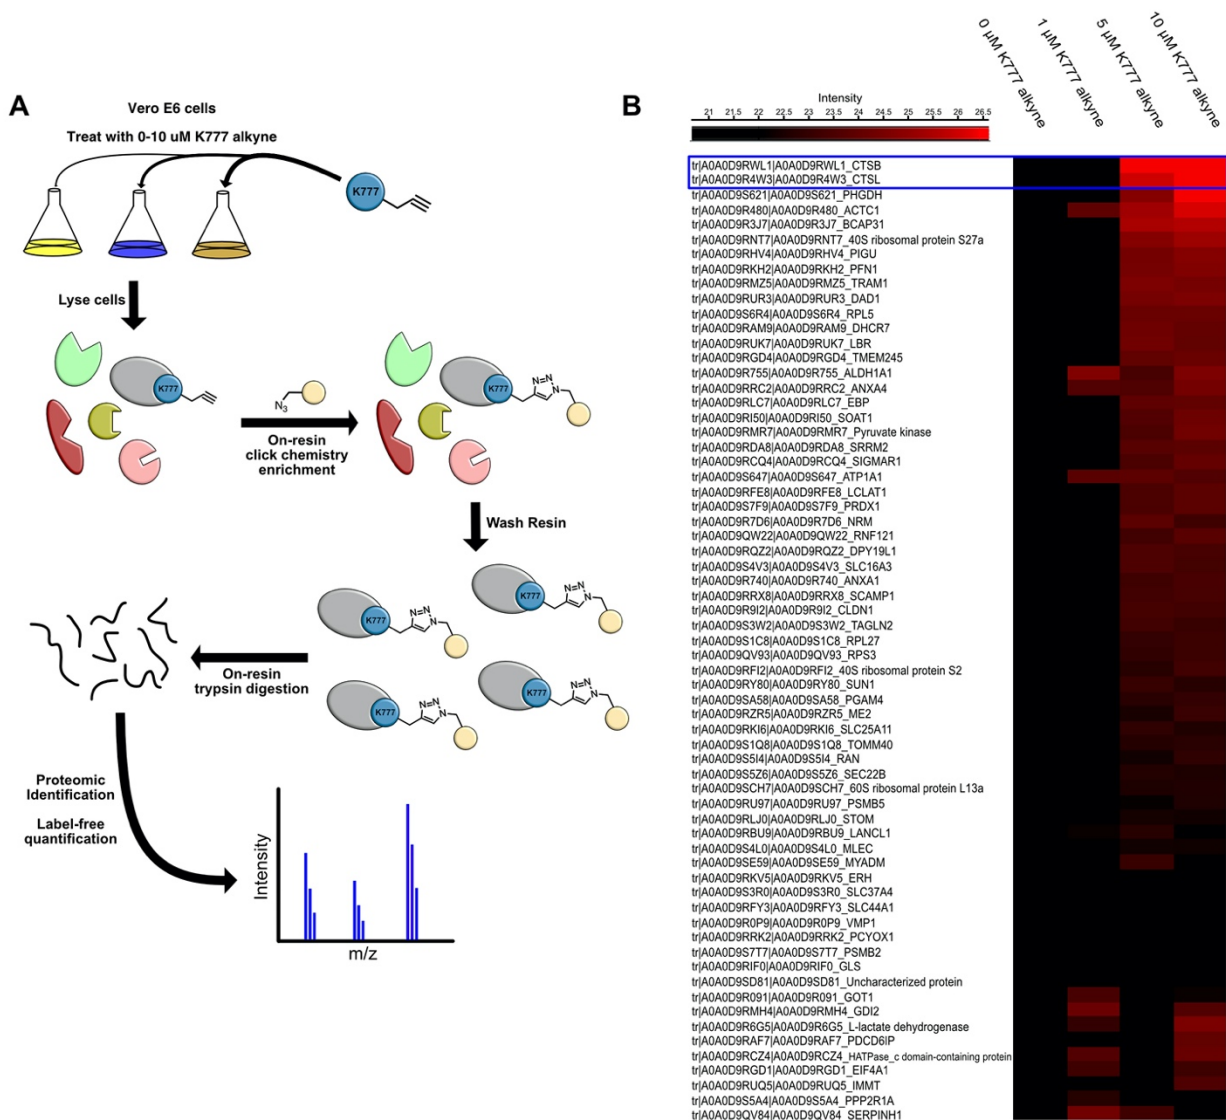 A
Vero E6 cells
Treat with 0-10 uM K777 alkyne
K777
Lyse cells
K777
N3
On-resin
click chemistry
enrichment
K777
N=N
N
Wash Resin
K777
N=N
N
K777
N=N
N
K777
N=N
N
K777
N=N
N
On-resin
trypsin digestion
Proteomic
Identification
Label-free
quantification
Intensity
m/z
B
0 µM K777 alkyne
1 µM K777 alkyne
5 µM K777 alkyne
10 µM K777 alkyne
Intensity
21 21.5 22 22.5 23 23.5 24 24.5 25 25.5 26 26.5
tr|A0A0D9RWL1|A0A0D9RWL1_CTSB
tr|A0A0D9R4W3|A0A0D9R4W3_CTSL
tr|A0A0D9S621|A0A0D9S621_PHGDH
tr|A0A0D9R480|A0A0D9R480_ACTC1
tr|A0A0D9R3J7|A0A0D9R3J7_BCAP31
tr|A0A0D9RNT7|A0A0D9RNT7_40S ribosomal protein S27a
tr|A0A0D9RHV4|A0A0D9RHV4_PIGU
tr|A0A0D9RKH2|A0A0D9RKH2_PFN1
tr|A0A0D9RMZ5|A0A0D9RMZ5_TRAM1
tr|A0A0D9RUR3|A0A0D9RUR3_DAD1
tr|A0A0D9S6R4|A0A0D9S6R4_RPL5
tr|A0A0D9RAM9|A0A0D9RAM9_DHCR7
tr|A0A0D9RUK7|A0A0D9RUK7_LBR
tr|A0A0D9RGD4|A0A0D9RGD4_TMEM245
tr|A0A0D9R755|A0A0D9R755_ALDH1A1
tr|A0A0D9RRC2|A0A0D9RRC2_ANXA4
tr|A0A0D9RLC7|A0A0D9RLC7_EBP
tr|A0A0D9RI50|A0A0D9RI50_SOAT1
tr|A0A0D9RMR7|A0A0D9RMR7_Pyruvate kinase
tr|A0A0D9RDA8|A0A0D9RDA8_SRRM2
tr|A0A0D9RCQ4|A0A0D9RCQ4_SIGMAR1
tr|A0A0D9S647|A0A0D9S647_ATP1A1
tr|A0A0D9RFE8|A0A0D9RFE8_LCLAT1
tr|A0A0D9S7F9|A0A0D9S7F9_PRDX1
tr|A0A0D9R7D6|A0A0D9R7D6_NRM
tr|A0A0D9QW22|A0A0D9QW22_RNF121
tr|A0A0D9RQZ2|A0A0D9RQZ2_DPY19L1
tr|A0A0D9S4V3|A0A0D9S4V3_SLC16A3
tr|A0A0D9R740|A0A0D9R740_ANXA1
tr|A0A0D9RRX8|A0A0D9RRX8_SCAMP1
tr|A0A0D9R9I2|A0A0D9R9I2_CLDN1
tr|A0A0D9S3W2|A0A0D9S3W2_TAGLN2
tr|A0A0D9S1C8|A0A0D9S1C8_RPL27
tr|A0A0D9QV93|A0A0D9QV93_RPS3
tr|A0A0D9RFI2|A0A0D9RFI2_40S ribosomal protein S2
tr|A0A0D9RY80|A0A0D9RY80_SUN1
tr|A0A0D9SA58|A0A0D9SA58_PGAM4
tr|A0A0D9RZR5|A0A0D9RZR5_ME2
tr|A0A0D9RKI6|A0A0D9RKI6_SLC25A11
tr|A0A0D9S1Q8|A0A0D9S1Q8_TOMM40
tr|A0A0D9S5I4|A0A0D9S5I4_RAN
tr|A0A0D9S5Z6|A0A0D9S5Z6_SEC22B
tr|A0A0D9SCH7|A0A0D9SCH7_60S ribosomal protein L13a
tr|A0A0D9RU97|A0A0D9RU97_PSMB5
tr|A0A0D9RLJ0|A0A0D9RLJ0_STOM
tr|A0A0D9RBU9|A0A0D9RBU9_LANCL1
tr|A0A0D9S4L0|A0A0D9S4L0_MLEC
tr|A0A0D9SE59|A0A0D9SE59_MYADM
tr|A0A0D9RKV5|A0A0D9RKV5_ERH
tr|A0A0D9S3R0|A0A0D9S3R0_SLC37A4
tr|A0A0D9RFY3|A0A0D9RFY3_SLC44A1
tr|A0A0D9R0P9|A0A0D9R0P9_VMP1
tr|A0A0D9RRK2|A0A0D9RRK2_PCYOX1
tr|A0A0D9S7T7|A0A0D9S7T7_PSMB2
tr|A0A0D9RIF0|A0A0D9RIF0_GLS
tr|A0A0D9SD81|A0A0D9SD81_Uncharacterized protein
tr|A0A0D9R091|A0A0D9R091_GOT1
tr|A0A0D9RMH4|A0A0D9RMH4_GDI2
tr|A0A0D9R6G5|A0A0D9R6G5_L-lactate dehydrogenase
tr|A0A0D9RAF7|A0A0D9RAF7_PDCD6IP
tr|A0A0D9RCZ4|A0A0D9RCZ4_HATPase_c domain-containing protein
tr|A0A0D9RGD1|A0A0D9RGD1_EIF4A1
tr|A0A0D9RUQ5|A0A0D9RUQ5_IMMT
tr|A0A0D9S5A4|A0A0D9S5A4_PPP2R1A
tr|A0A0D9QV84|A0A0D9QV84_SERPINH1